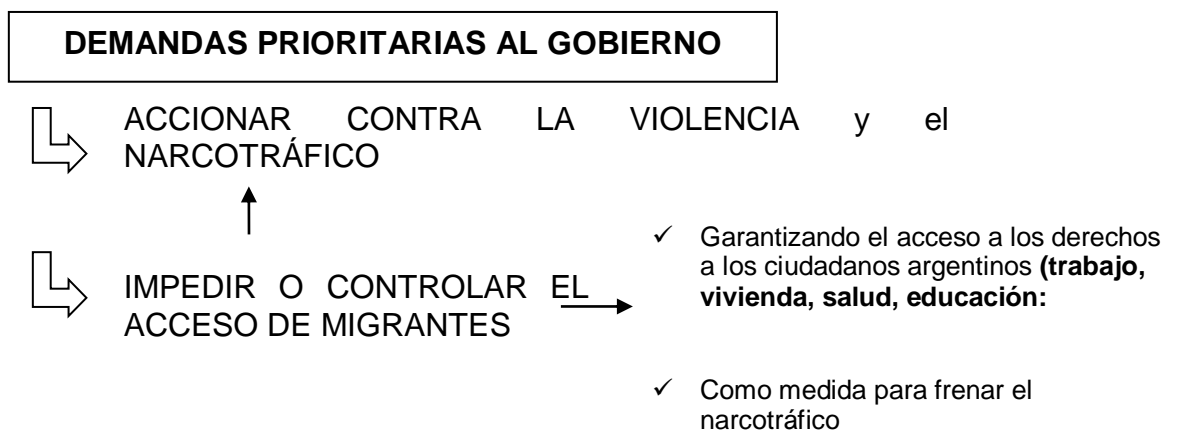 DEMANDAS PRIORITARIAS AL GOBIERNO
ACCIONAR CONTRA LA VIOLENCIA y el
NARCOTRÁFICO
IMPEDIR O CONTROLAR EL
ACCESO DE MIGRANTES
✓ Garantizando el acceso a los derechos
a los ciudadanos argentinos (trabajo,
vivienda, salud, educación:
✓ Como medida para frenar el
narcotráfico